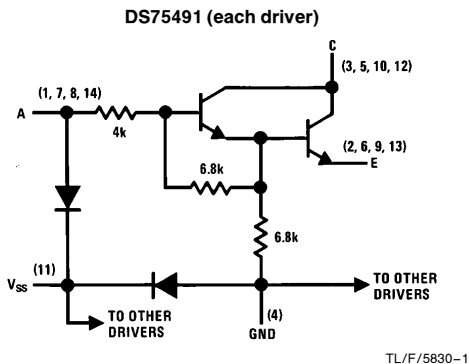 DS75491 (each driver)
C
(3, 5, 10, 12)
(1, 7, 8, 14)
A
4k
(2, 6, 9, 13)
E
6.8k
6.8k
(11)
VSS
TO OTHER
DRIVERS
TO OTHER
DRIVERS
(4)
GND
TL/F/5830–1